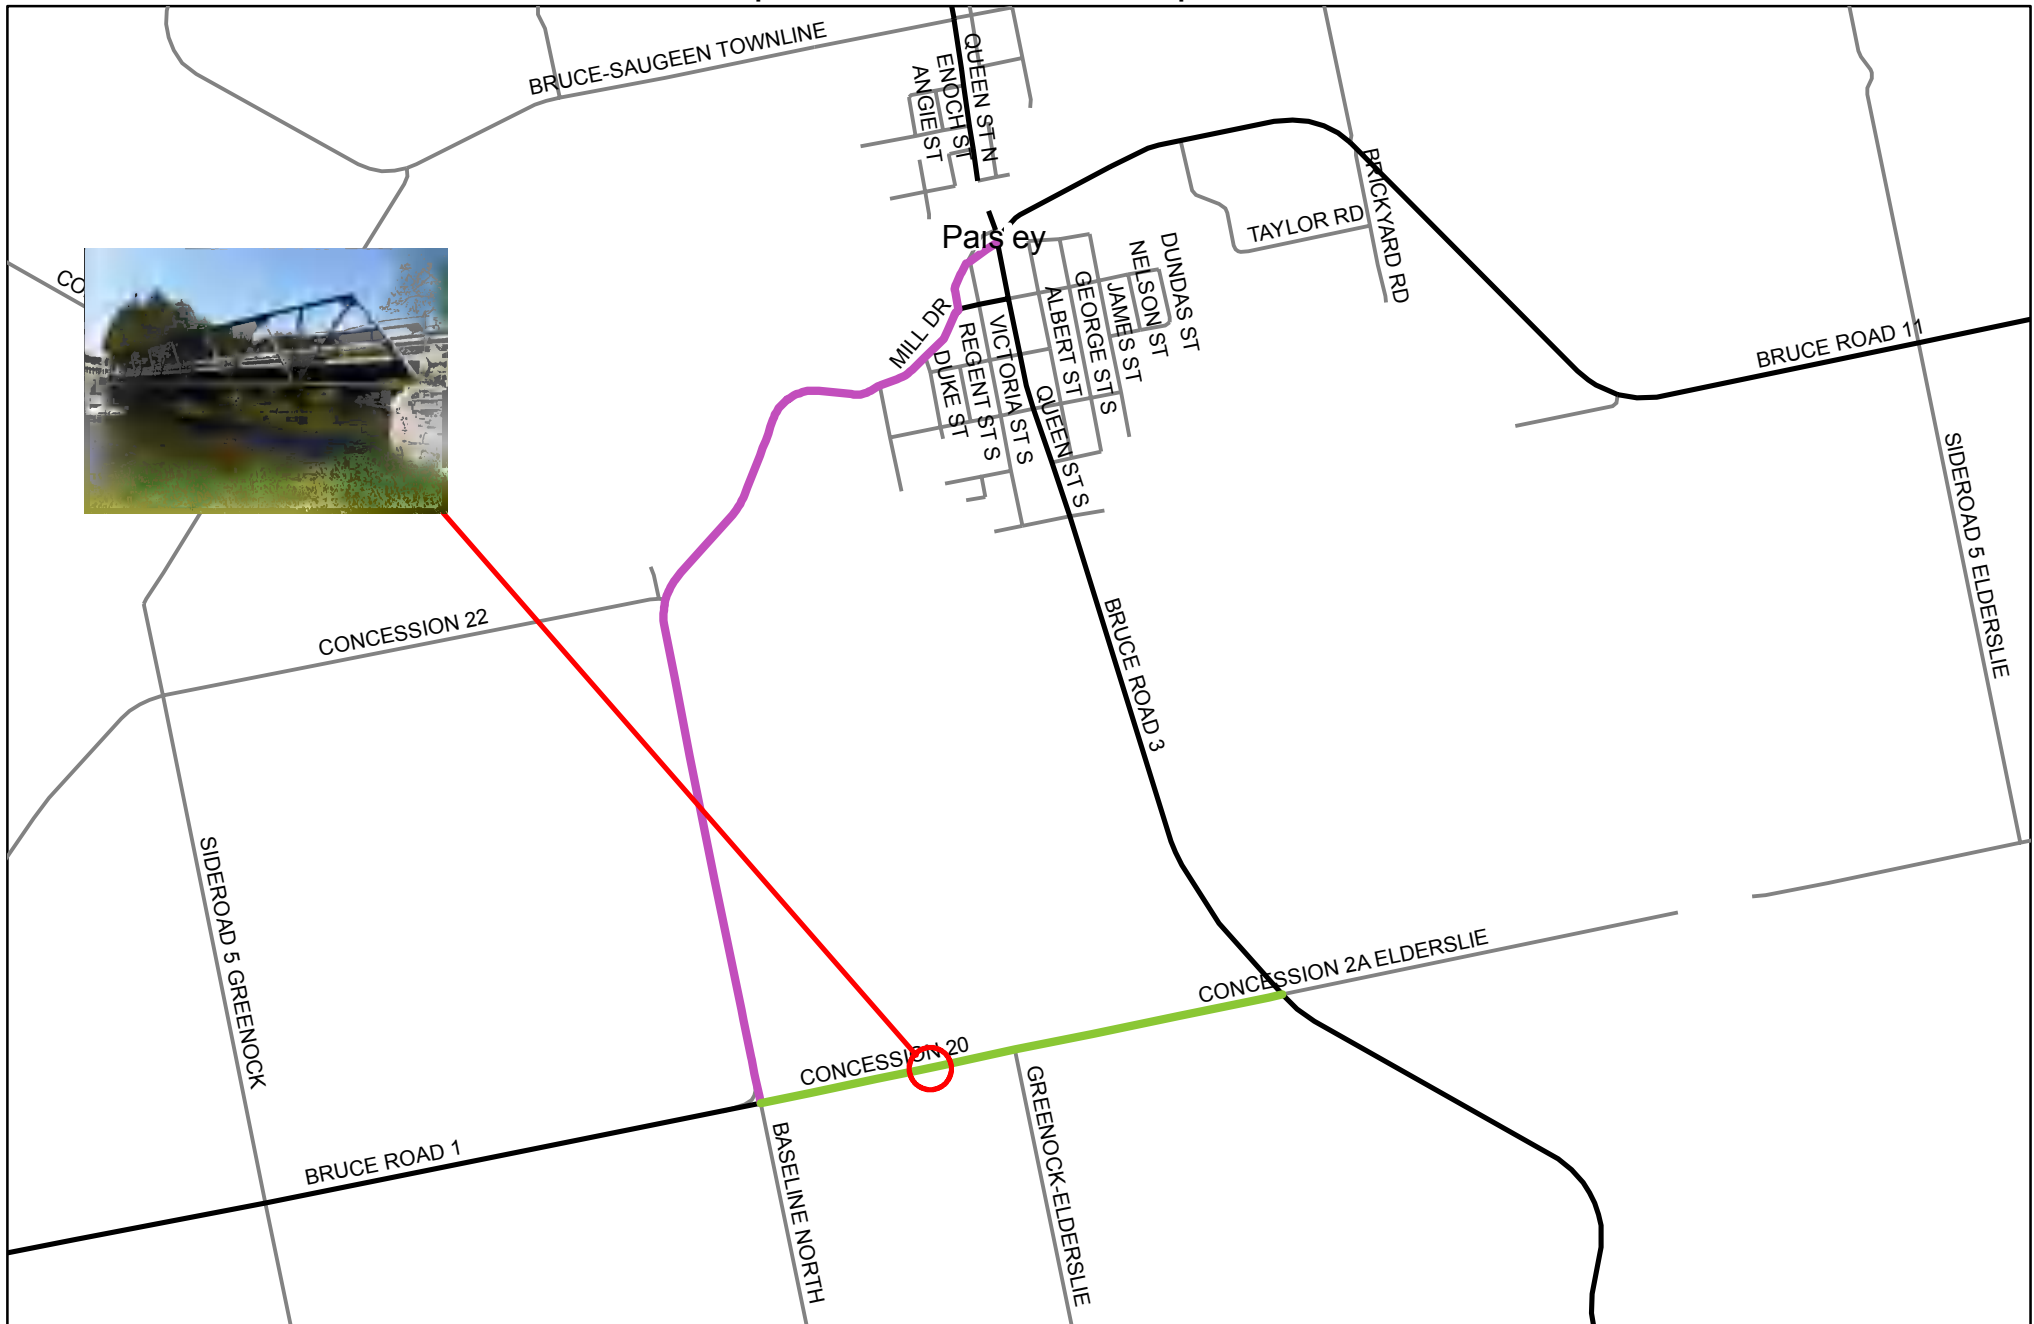 BRUCE-SAUGEEN TOWNLINE
QUEEN ST N
ENOCH ST
ANGIE ST
BRICKYARD RD
TAYLOR RD
Pais ey
DUNDAS ST
NELSON ST
JAMES ST
GEORGE ST S
ALBERT ST
CO
MILL DR
VICTORIA ST S
REGENT ST S
DUKE ST
QUEEN ST S
BRUCE ROAD 11
SIDEROAD 5 ELDERSLIE
CONCESSION 22
BRUCE ROAD 3
SIDEROAD 5 GREENOCK
CONCESSION 2A ELDERSLIE
CONCESSION 20
GREENOCK-ELDERSLIE
BRUCE ROAD 1
BASELINE NORTH